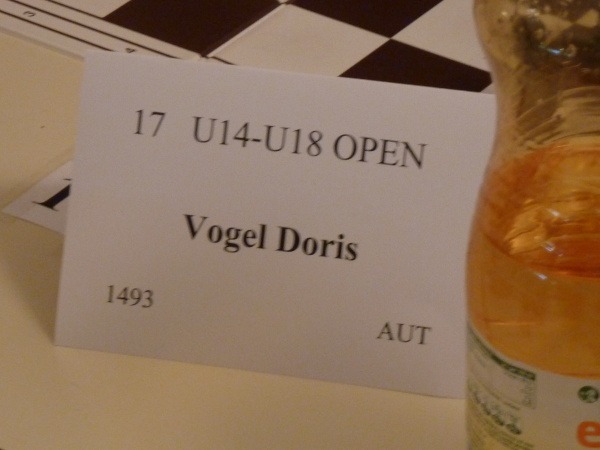 17 U14-U18 OPEN
Vogel Doris
1493
AUT
e